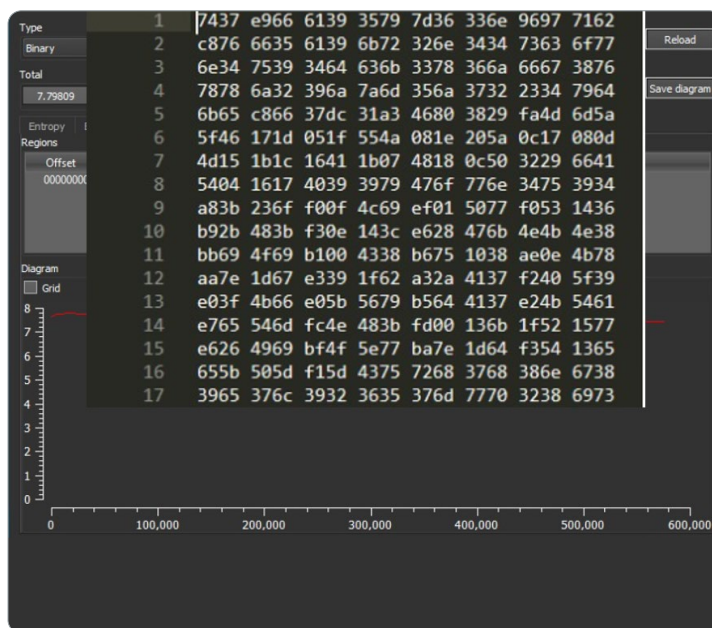 Type
Binary
Total
7.79809
Entropy
Regions
Offset
00000000
Diagram
Grid
Reload
Save diagram
1 7437 e966 6139 3579 7d36 336e 9697 7162
2 c876 6635 6139 6b72 326e 3434 7363 6f77
3 6e34 7539 3464 636b 3378 366a 6667 3876
4 7878 6a32 396a 7a6d 356a 3732 2334 7964
5 6b65 c866 37dc 31a3 4680 3829 fa4d 6d5a
6 5f46 171d 051f 554a 081e 205a 0c17 080d
7 4d15 1b1c 1641 1b07 4818 0c50 3229 6641
8 5404 1617 4039 3979 476f 776e 3475 3934
9 a83b 236f f00f 4c69 ef01 5077 f053 1436
10 b92b 483b f30e 143c e628 476b 4e4b 4e38
11 bb69 4f69 b100 4338 b675 1038 ae0e 4b78
12 aa7e 1d67 e339 1f62 a32a 4137 f240 5f39
13 e03f 4b66 e05b 5679 b564 4137 e24b 5461
14 e765 546d fc4e 483b fd00 136b 1f52 1577
15 e626 4969 bf4f 5e77 ba7e 1d64 f354 1365
16 655b 505d f15d 4375 7268 3768 386e 6738
17 3965 376c 3932 3635 376d 7770 3238 6973
8
7
6
5
4
3
2
1
0
0 100,000 200,000 300,000 400,000 500,000 600,000